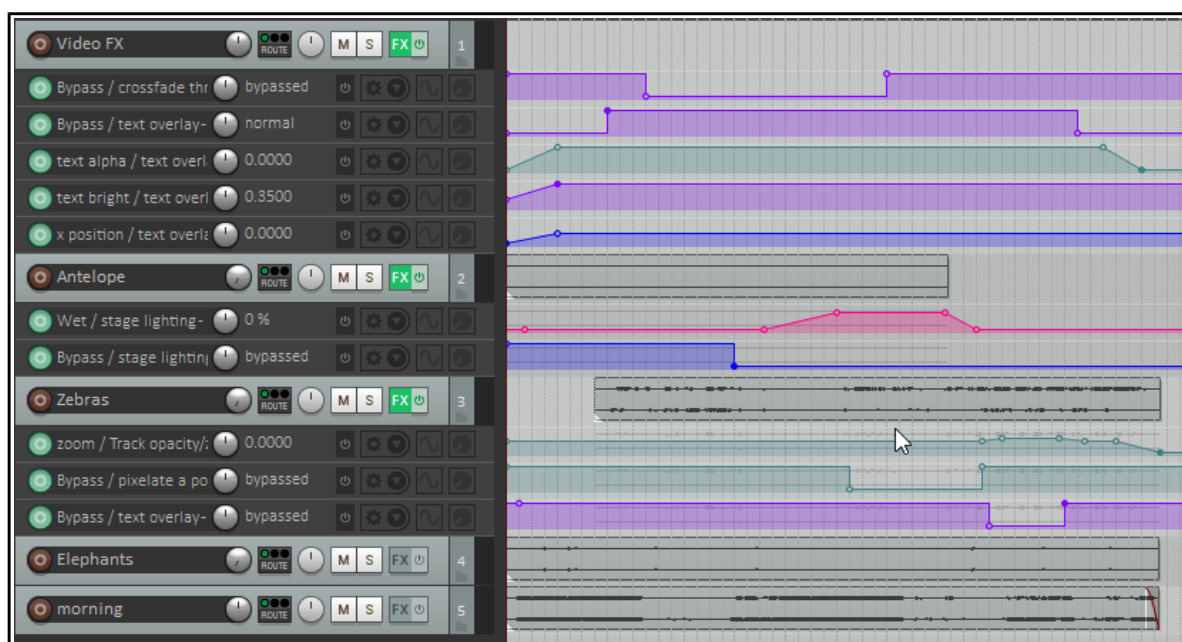 Video FX ROUTE M S FX 1
Bypass / crossfade thr bypassed
Bypass / text overlay- normal
text alpha / text overl 0.0000
text bright / text overl 0.3500
x position / text overla 0.0000
Antelope ROUTE M S FX 2
Wet / stage lighting- 0 %
Bypass / stage lighting bypassed
Zebras ROUTE M S FX 3
zoom / Track opacity/z 0.0000
Bypass / pixelate a po bypassed
Bypass / text overlay- bypassed
Elephants ROUTE M S FX 4
morning ROUTE M S FX 5